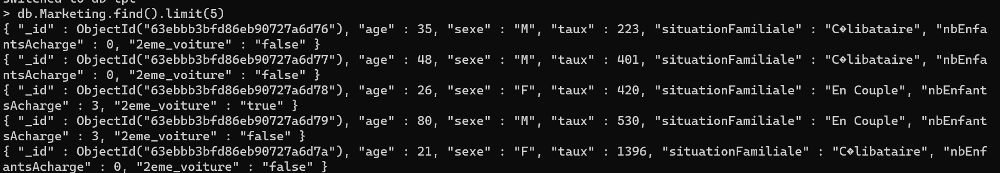 switched to db tpt
> db.Marketing.find().limit(5)
{ "_id" : ObjectId("63ebbb3bfd86eb90727a6d76"), "age" : 35, "sexe" : "M", "taux" : 223, "situationFamiliale" : "C�libataire", "nbEnfa
ntsAcharge" : 0, "2eme_voiture" : "false" }
{ "_id" : ObjectId("63ebbb3bfd86eb90727a6d77"), "age" : 48, "sexe" : "M", "taux" : 401, "situationFamiliale" : "C�libataire", "nbEnfa
ntsAcharge" : 0, "2eme_voiture" : "false" }
{ "_id" : ObjectId("63ebbb3bfd86eb90727a6d78"), "age" : 26, "sexe" : "F", "taux" : 420, "situationFamiliale" : "En Couple", "nbEnfant
sAcharge" : 3, "2eme_voiture" : "true" }
{ "_id" : ObjectId("63ebbb3bfd86eb90727a6d79"), "age" : 80, "sexe" : "M", "taux" : 530, "situationFamiliale" : "En Couple", "nbEnfant
sAcharge" : 3, "2eme_voiture" : "false" }
{ "_id" : ObjectId("63ebbb3bfd86eb90727a6d7a"), "age" : 21, "sexe" : "F", "taux" : 1396, "situationFamiliale" : "C�libataire", "nbEnf
antsAcharge" : 0, "2eme_voiture" : "false" }